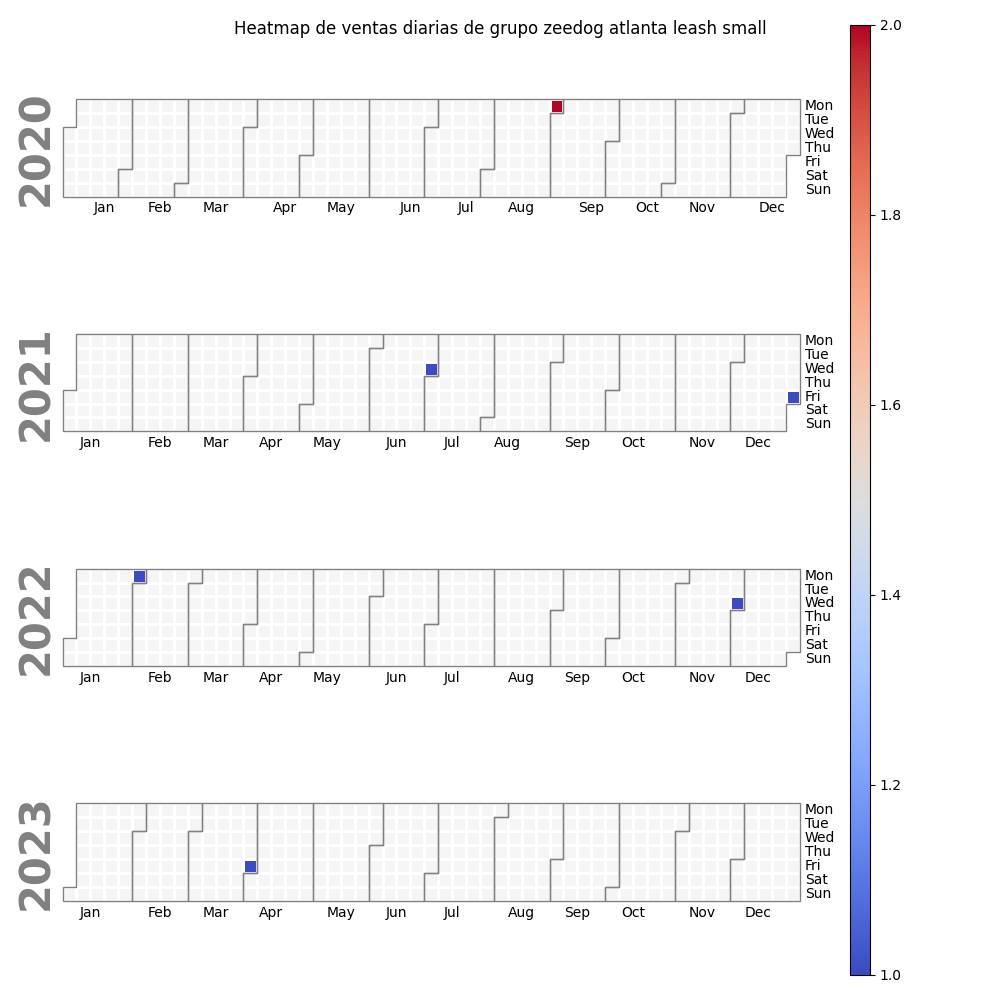 Heatmap de ventas diarias de grupo zeedog atlanta leash small
2020
Mon
Tue
Wed
Thu
Fri
Sat
Sun
Jan Feb Mar Apr May Jun Jul Aug Sep Oct Nov Dec
2021
Mon
Tue
Wed
Thu
Fri
Sat
Sun
Jan Feb Mar Apr May Jun Jul Aug Sep Oct Nov Dec
2022
Mon
Tue
Wed
Thu
Fri
Sat
Sun
Jan Feb Mar Apr May Jun Jul Aug Sep Oct Nov Dec
2023
Mon
Tue
Wed
Thu
Fri
Sat
Sun
Jan Feb Mar Apr May Jun Jul Aug Sep Oct Nov Dec
2.0
1.8
1.6
1.4
1.2
1.0